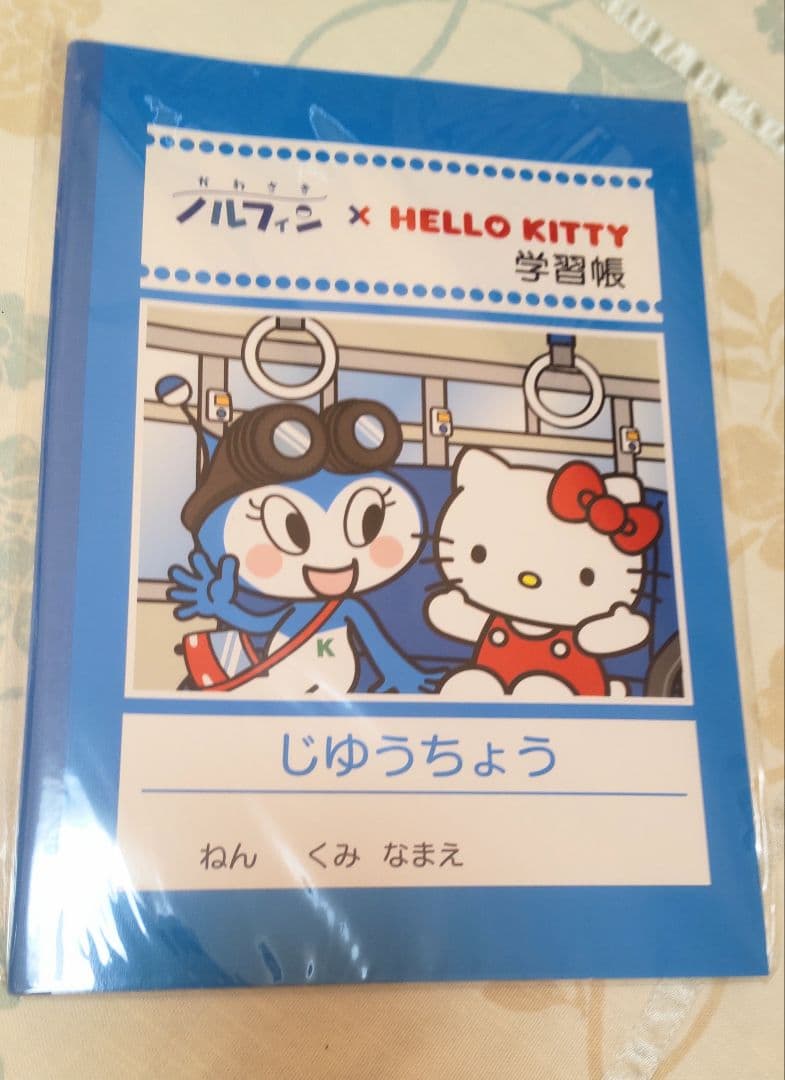 かわさき
ノルフィン × HELLO KITTY
学習帳
K
じゆうちょう
ねん くみ なまえ